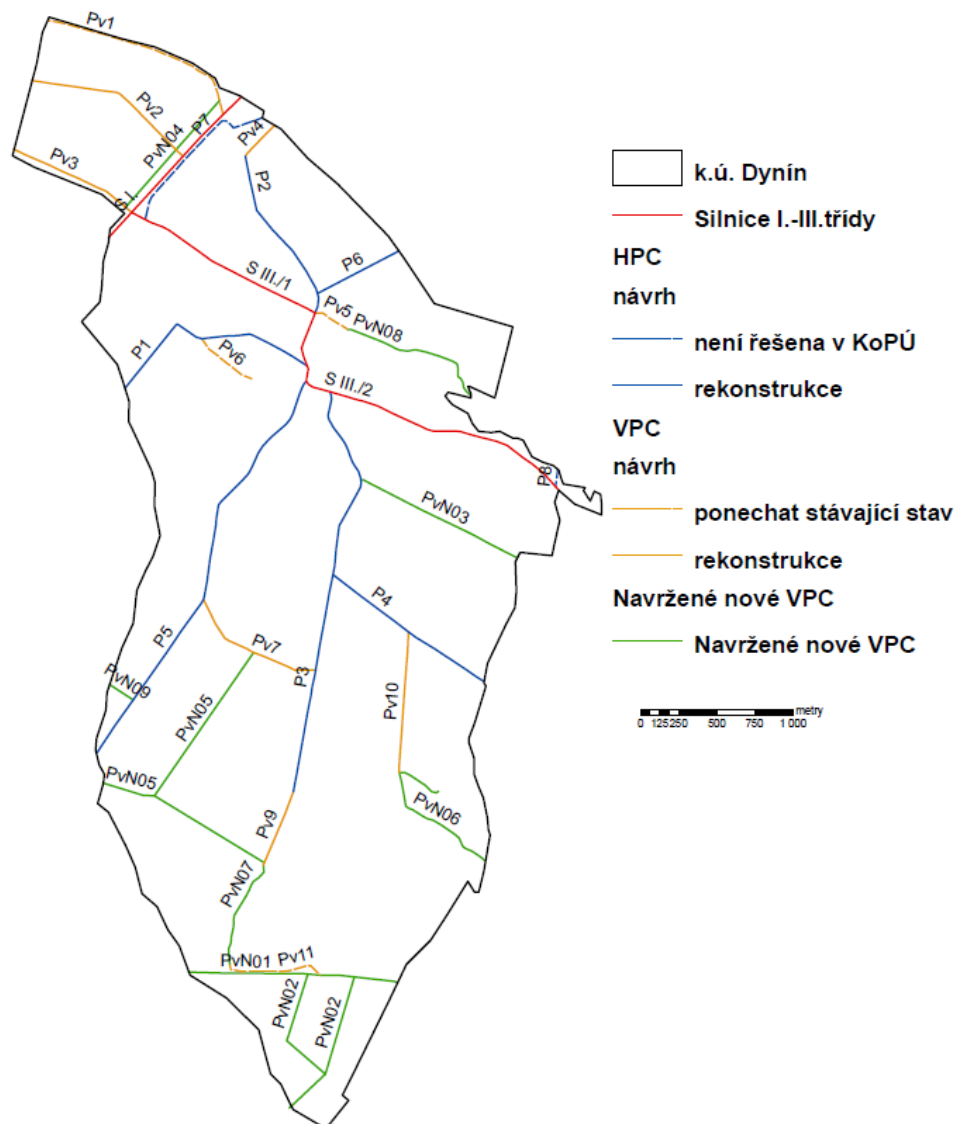 Pv1
Pv2
PvN04
P7
Pv4
Pv3
P2
S I.
S III./1
P6
Pv5
PvN08
P1
Pv6
S III./2
P8
PvN03
P4
P5
Pv7
P3
PvN09
PvN05
Pv10
PvN05
PvN06
Pv9
PvN07
PvN01
Pv11
PvN02
PvN02
k.ú. Dynín
Silnice I.-III.třídy
HPC
návrh
není řešena v KoPÚ
rekonstrukce
VPC
návrh
ponechat stávající stav
rekonstrukce
Navržené nové VPC
Navržené nové VPC
metry
0 125 250 500 750 1 000